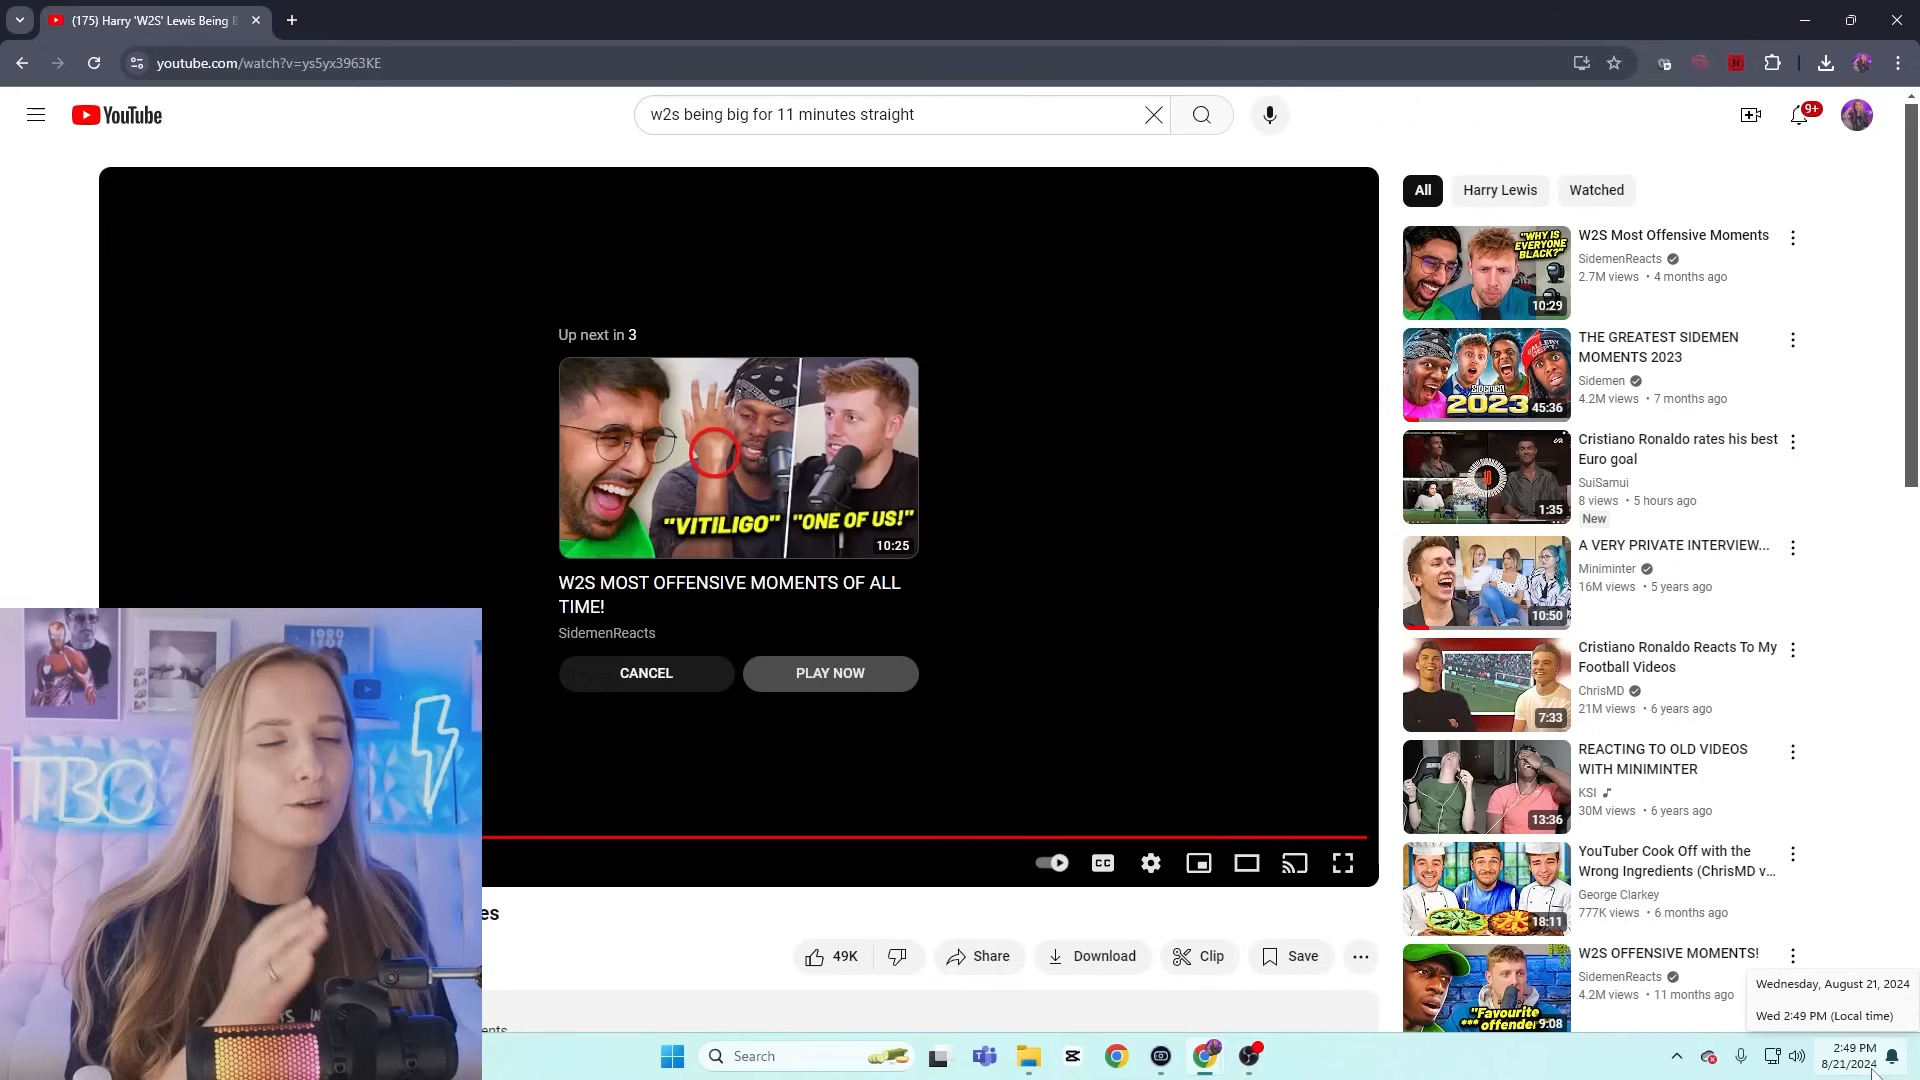 (175) Harry 'W2S' Lewis Being
youtube.com/watch?v=ys5yx3963KE
YouTube
w2s being big for 11 minutes straight
9+
All
Harry Lewis
Watched
"WHY IS
EVERYONE
BLACK?"
10:29
W2S Most Offensive Moments
SidemenReacts
2.7M views • 4 months ago
SIDEMEN
2023
45:36
THE GREATEST SIDEMEN
MOMENTS 2023
Sidemen
4.2M views • 7 months ago
1:35
Cristiano Ronaldo rates his best
Euro goal
SuiSamui
8 views • 5 hours ago
New
10:50
A VERY PRIVATE INTERVIEW...
Miniminter
16M views • 5 years ago
7:33
Cristiano Ronaldo Reacts To My
Football Videos
ChrisMD
21M views • 6 years ago
13:36
REACTING TO OLD VIDEOS
WITH MINIMINTER
KSI
30M views • 6 years ago
18:11
YouTuber Cook Off with the
Wrong Ingredients (ChrisMD v...
George Clarkey
777K views • 6 months ago
"Favourite
*** offender
9:08
W2S OFFENSIVE MOMENTS!
SidemenReacts
4.2M views • 11 months ago
Up next in 3
"VITILIGO"
"ONE OF US!"
10:25
W2S MOST OFFENSIVE MOMENTS OF ALL
TIME!
SidemenReacts
CANCEL
PLAY NOW
CC
1989
TBO
es
49K
Share
Download
Clip
Save
ents
Wednesday, August 21, 2024
Wed 2:49 PM (Local time)
Search
2:49 PM
8/21/2024